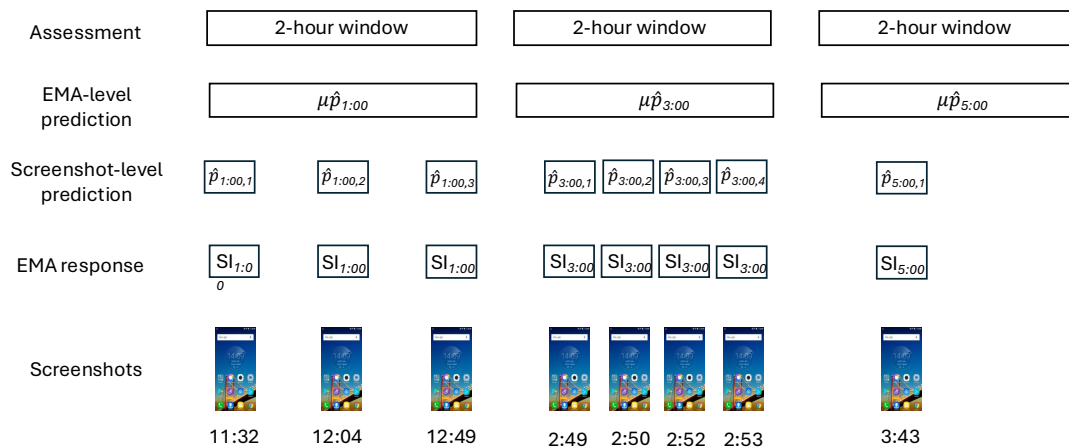 Assessment
2-hour window 2-hour window 2-hour window
EMA-level
prediction
μp̂1:00 μp̂3:00 μp̂5:00
Screenshot-level
prediction
p̂1:00,1 p̂1:00,2 p̂1:00,3 p̂3:00,1 p̂3:00,2 p̂3:00,3 p̂3:00,4 p̂5:00,1
EMA response
SI1:0
0
SI1:00 SI1:00 SI3:00 SI3:00 SI3:00 SI3:00 SI5:00
Screenshots
11:32 12:04 12:49 2:49 2:50 2:52 2:53 3:43